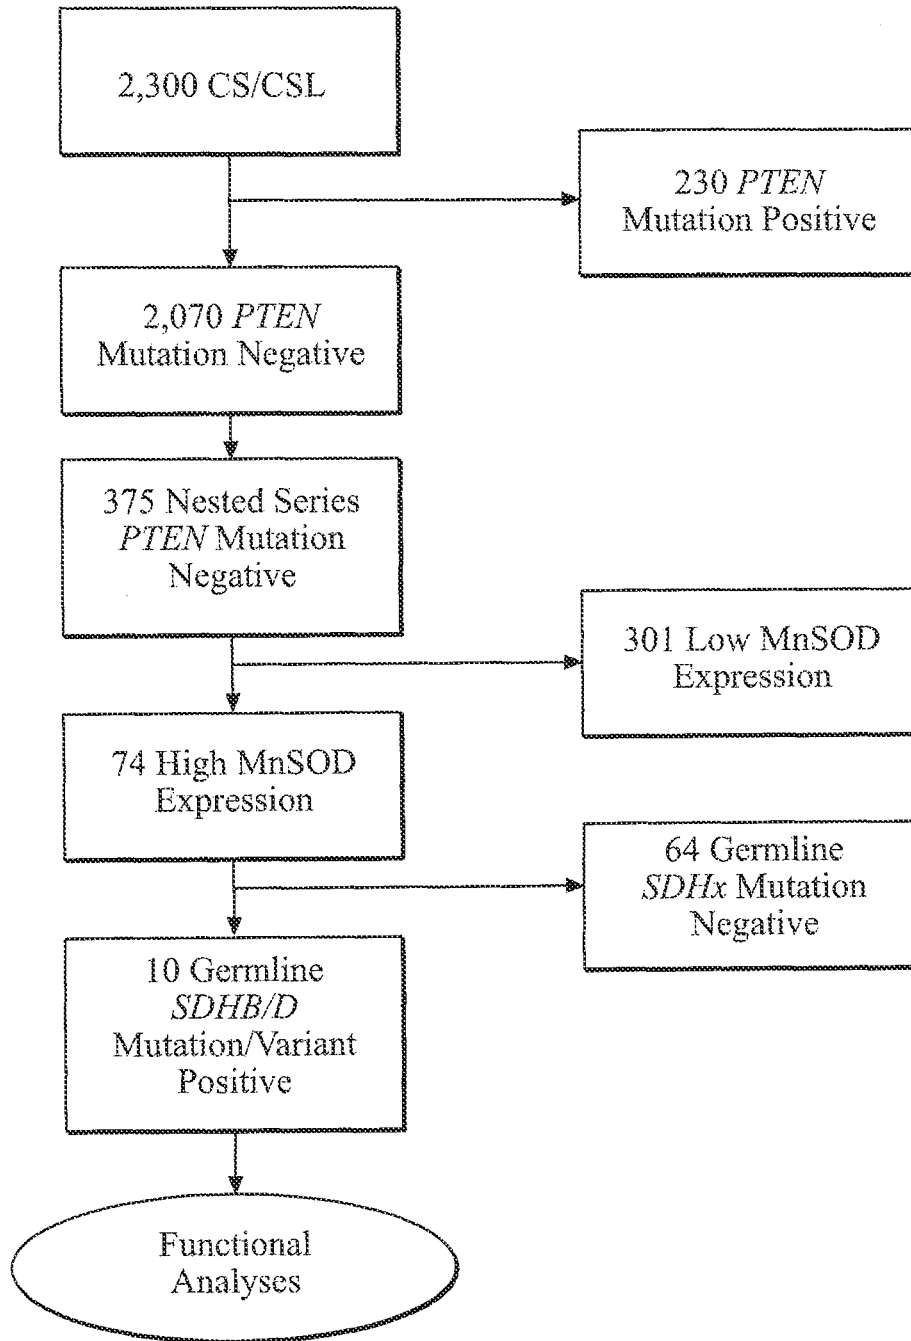 2,300 CS/CSL
230 PTEN
Mutation Positive
2,070 PTEN
Mutation Negative
375 Nested Series
PTEN Mutation
Negative
301 Low MnSOD
Expression
74 High MnSOD
Expression
64 Germline
SDHx Mutation
Negative
10 Germline
SDHB/D
Mutation/Variant
Positive
Functional
Analyses